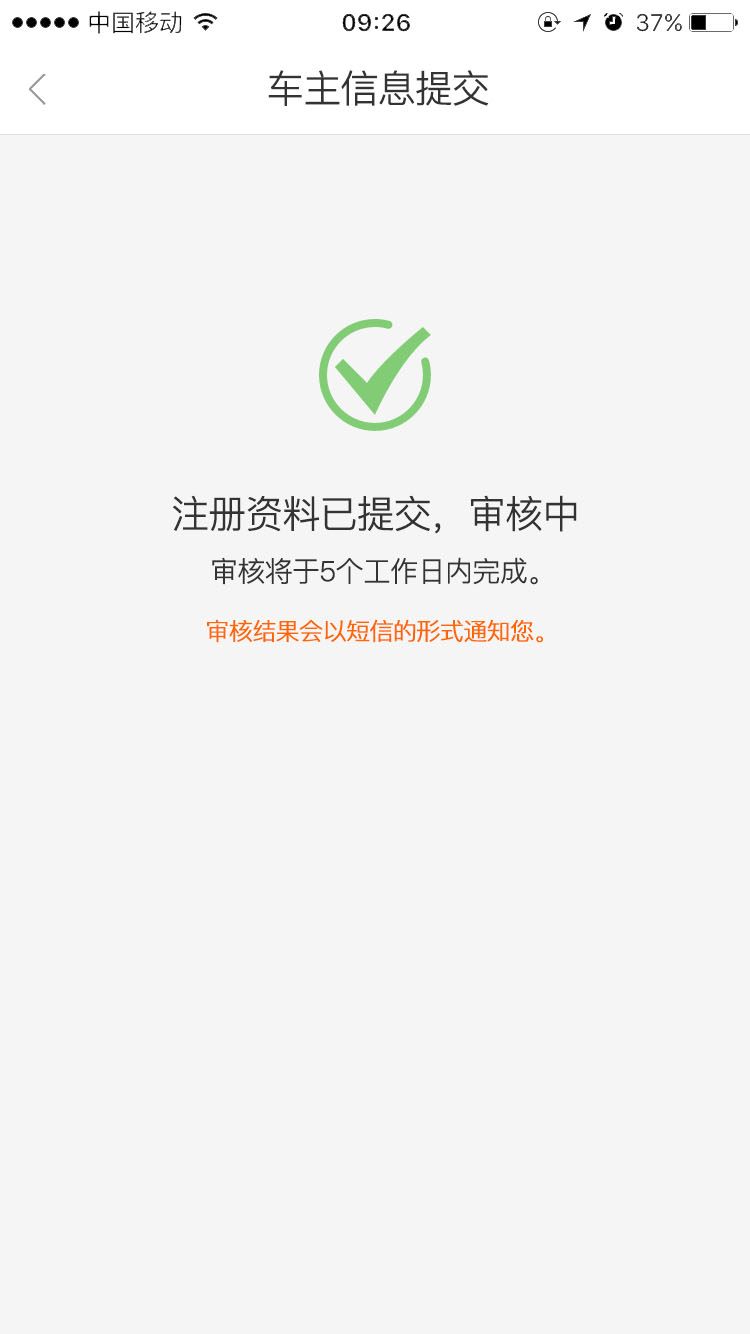 中国移动 09:26 37%
车主信息提交
注册资料已提交，审核中
审核将于5个工作日内完成。
审核结果会以短信的形式通知您。